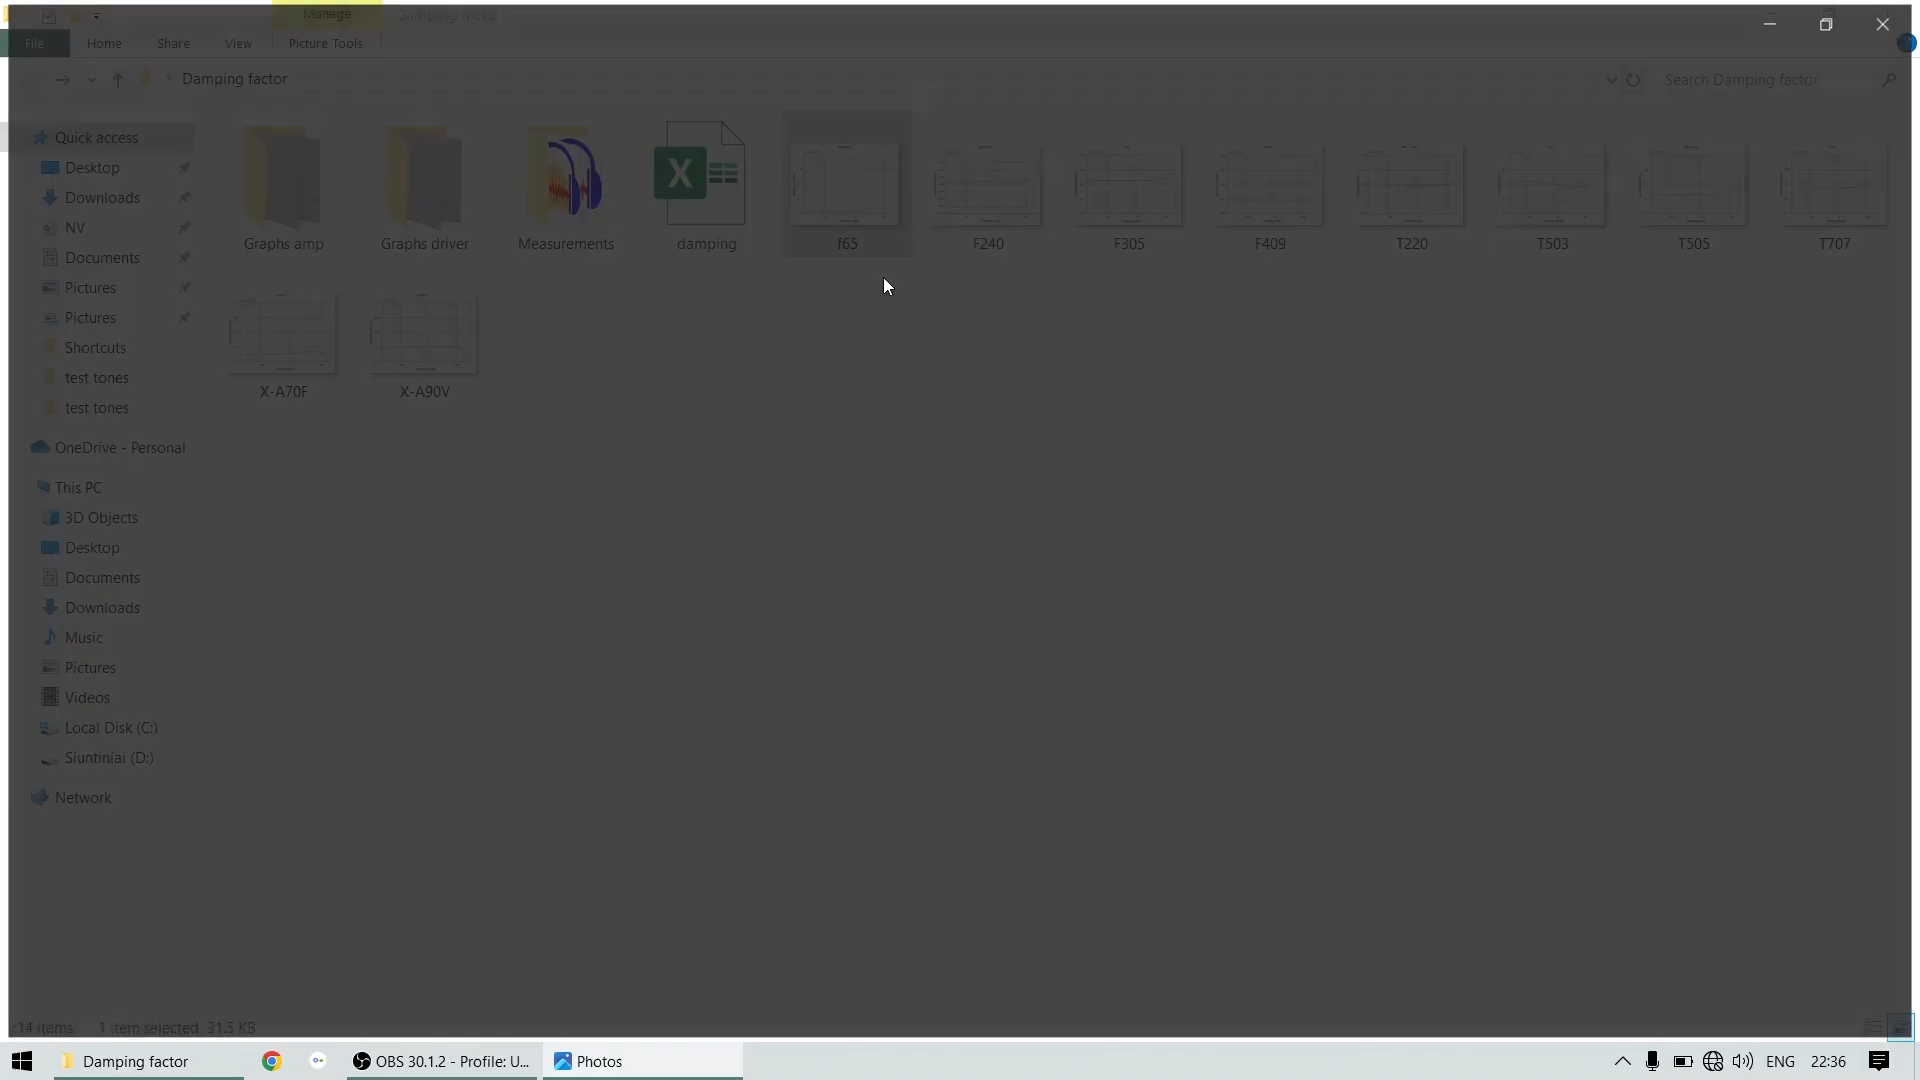 Manage
Damping factor
File
Home
Share
View
Picture Tools
Damping factor
Search Damping factor
Quick access
Desktop
Downloads
NV
Documents
Pictures
Pictures
Shortcuts
test tones
test tones
OneDrive - Personal
This PC
3D Objects
Desktop
Documents
Downloads
Music
Pictures
Videos
Local Disk (C:)
Siuntiniai (D:)
Network
Graphs amp
Graphs driver
Measurements
damping
f65
F240
F305
F409
T220
T503
T505
T707
X-A70F
X-A90V
14 items
1 item selected 31.5 KB
Damping factor
OBS 30.1.2 - Profile: U...
Photos
ENG
22:36